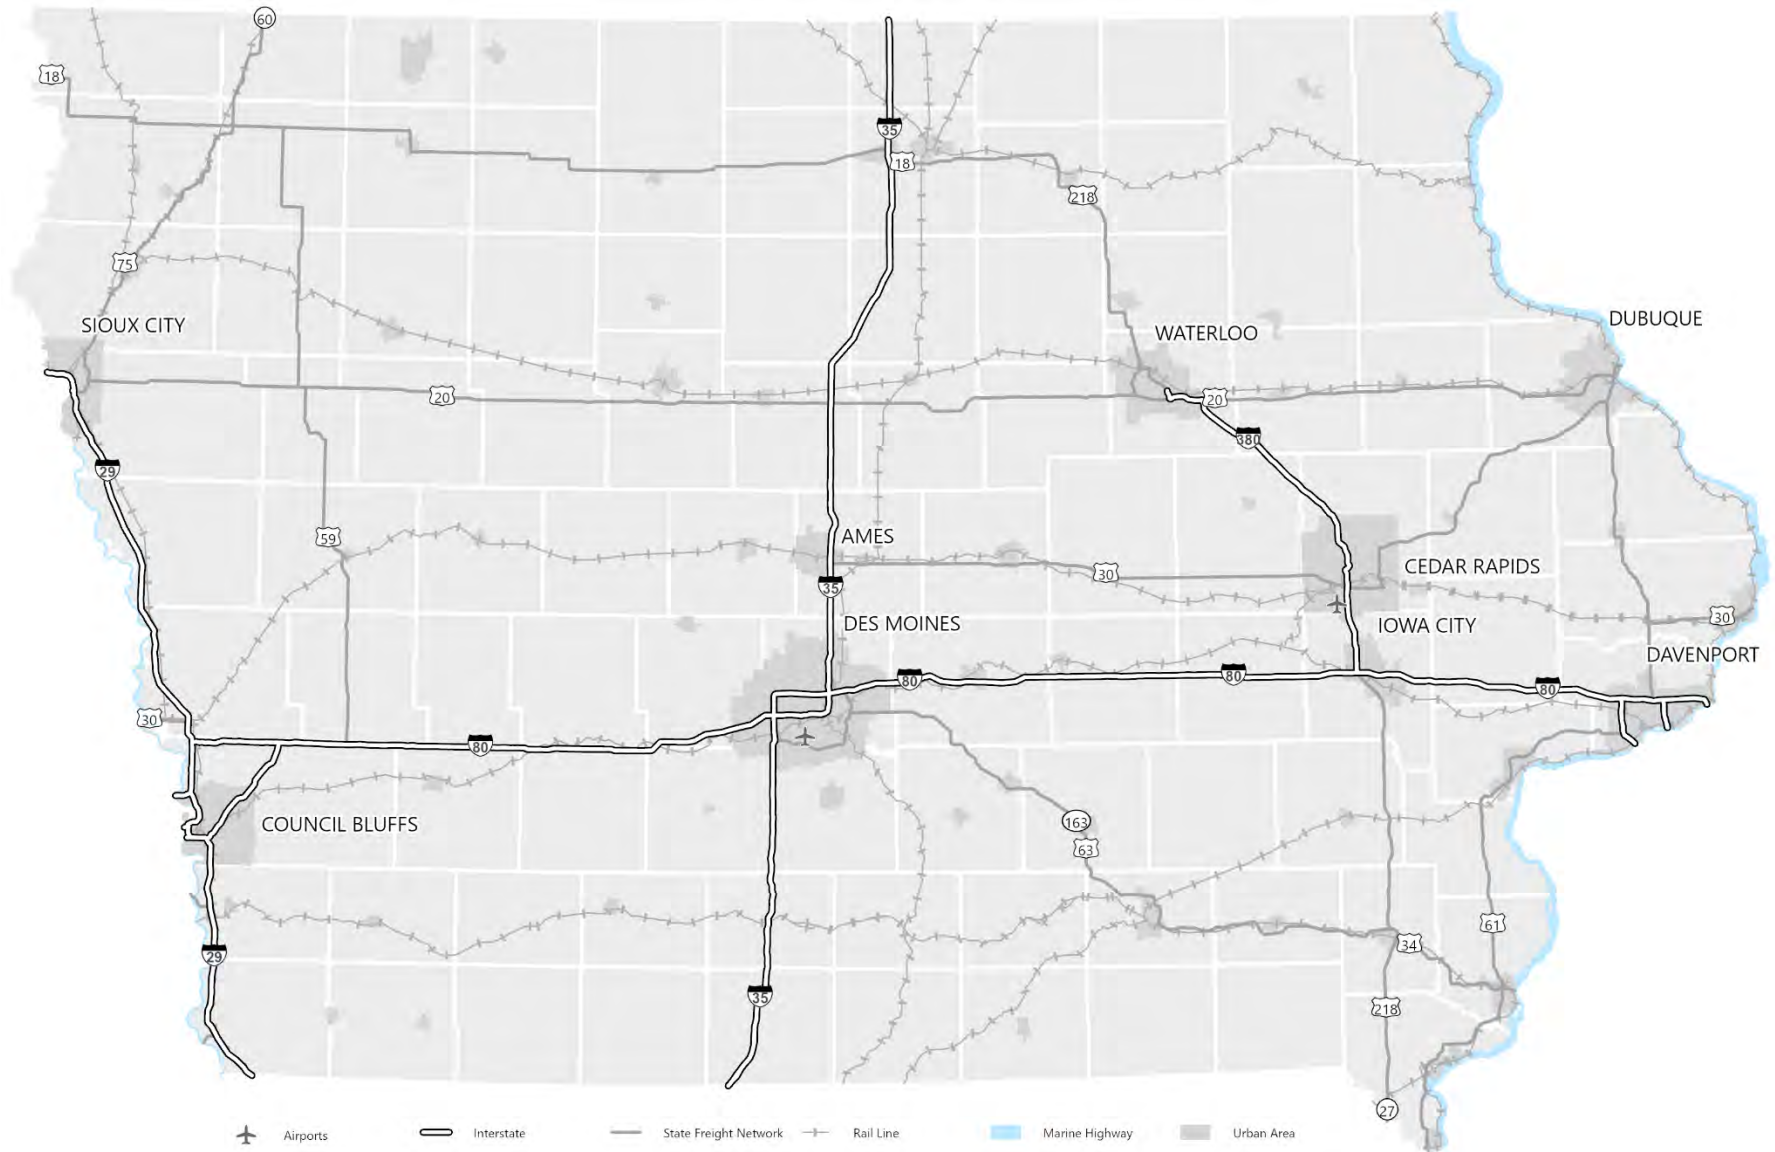 60
18
35
18
218
75
SIOUX CITY
DUBUQUE
WATERLOO
20
20
380
29
59
AMES
30
CEDAR RAPIDS
35
DES MOINES
IOWA CITY
30
DAVENPORT
80
80
80
30
80
COUNCIL BLUFFS
163
63
61
34
29
35
218
27
Airports
Interstate
State Freight Network
Rail Line
Marine Highway
Urban Area